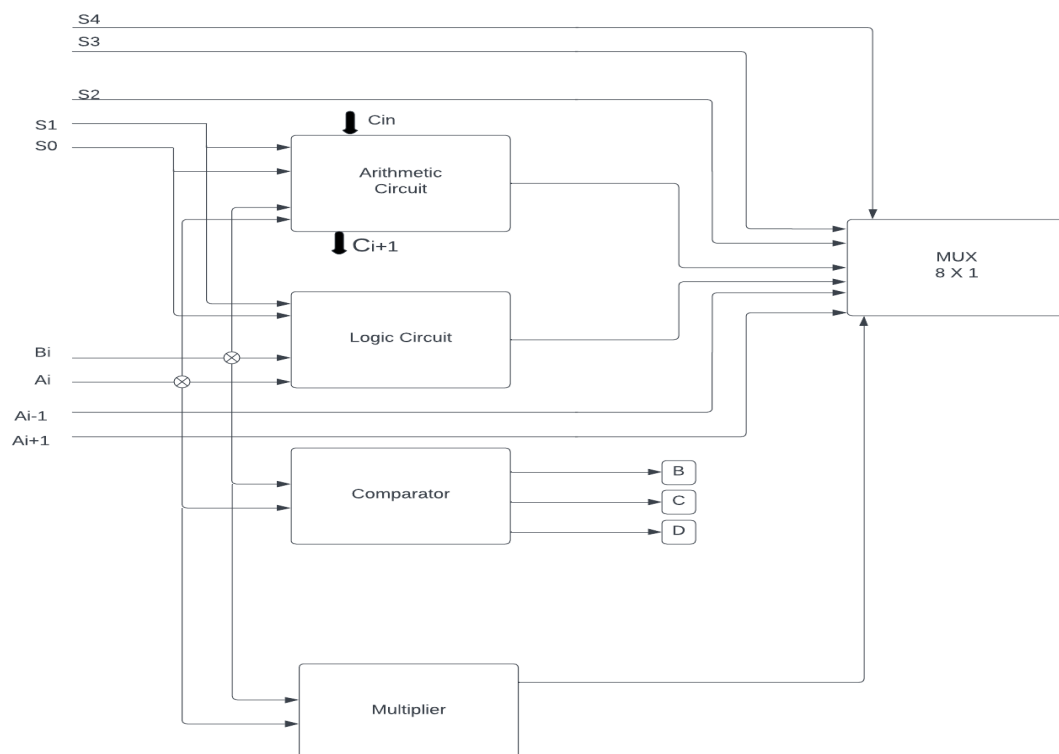 S4
S3
S2
S1
S0
Cin
Arithmetic
Circuit
Ci+1
MUX
8 X 1
Logic Circuit
Bi
Ai
Ai-1
Ai+1
Comparator
B
C
D
Multiplier